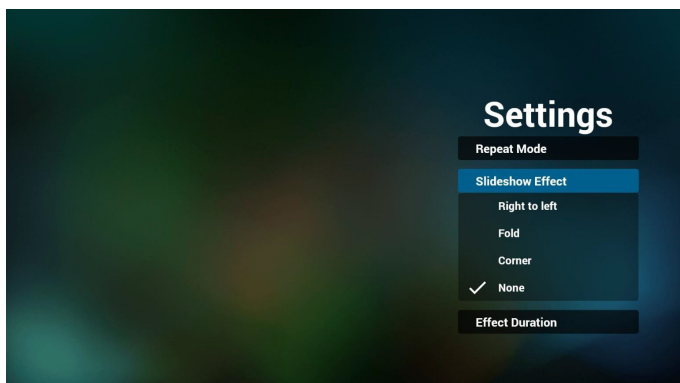 Settings
Repeat Mode
Slideshow Effect
Right to left
Fold
Corner
None
Effect Duration